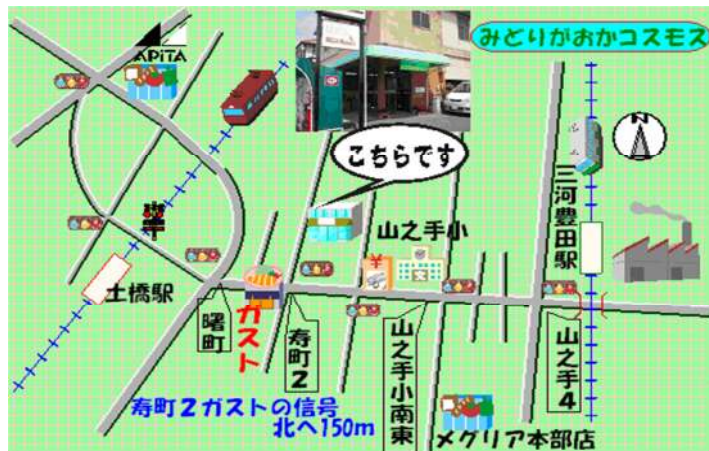 みどりがおかコスモス
APiTA
N
こちらです
三河豊田駅
山之手小
¥
土橋駅
曙町
ガスト
寿町2
山之手小南東
山之手4
寿町2ガストの信号
北へ150m
メグリア本部店